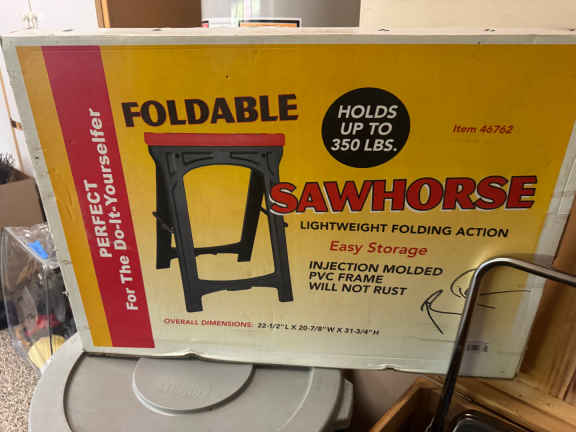 PERFECT
For The Do-It-Yourselfer
FOLDABLE
HOLDS
UP TO
350 LBS.
Item 46762
SAWHORSE
LIGHTWEIGHT FOLDING ACTION
Easy Storage
INJECTION MOLDED
PVC FRAME
WILL NOT RUST
OVERALL DIMENSIONS: 22-1/2" L X 20-7/8" W X 31-3/4" H